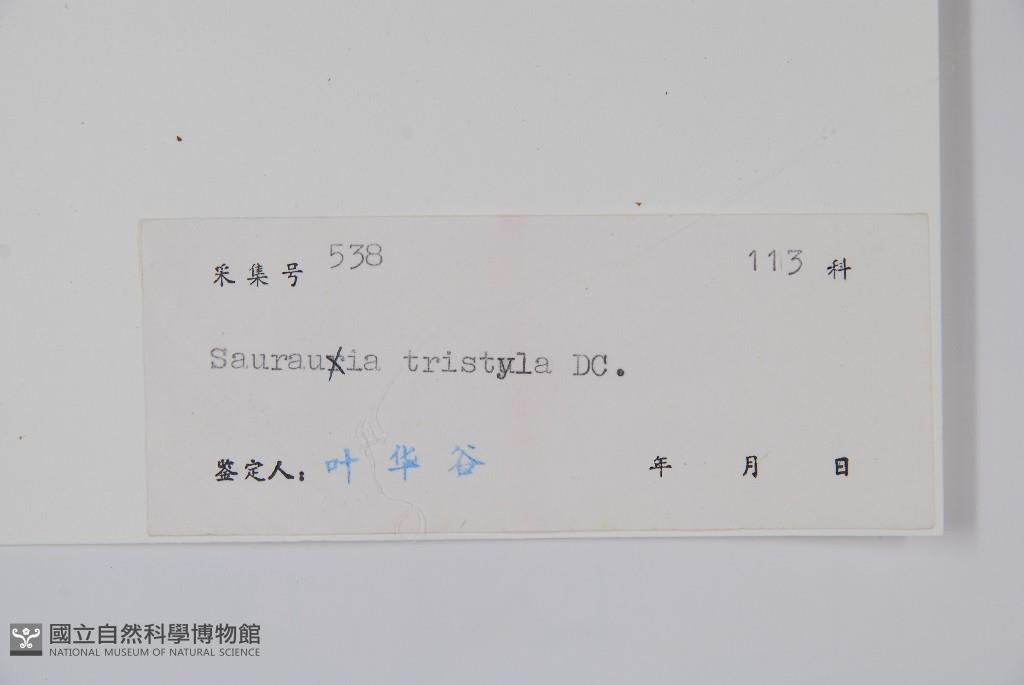 采集号 538 113 科
Saurauia tristyla DC.
鉴定人: 叶华谷 年 月 日
國立自然科學博物館
NATIONAL MUSEUM OF NATURAL SCIENCE